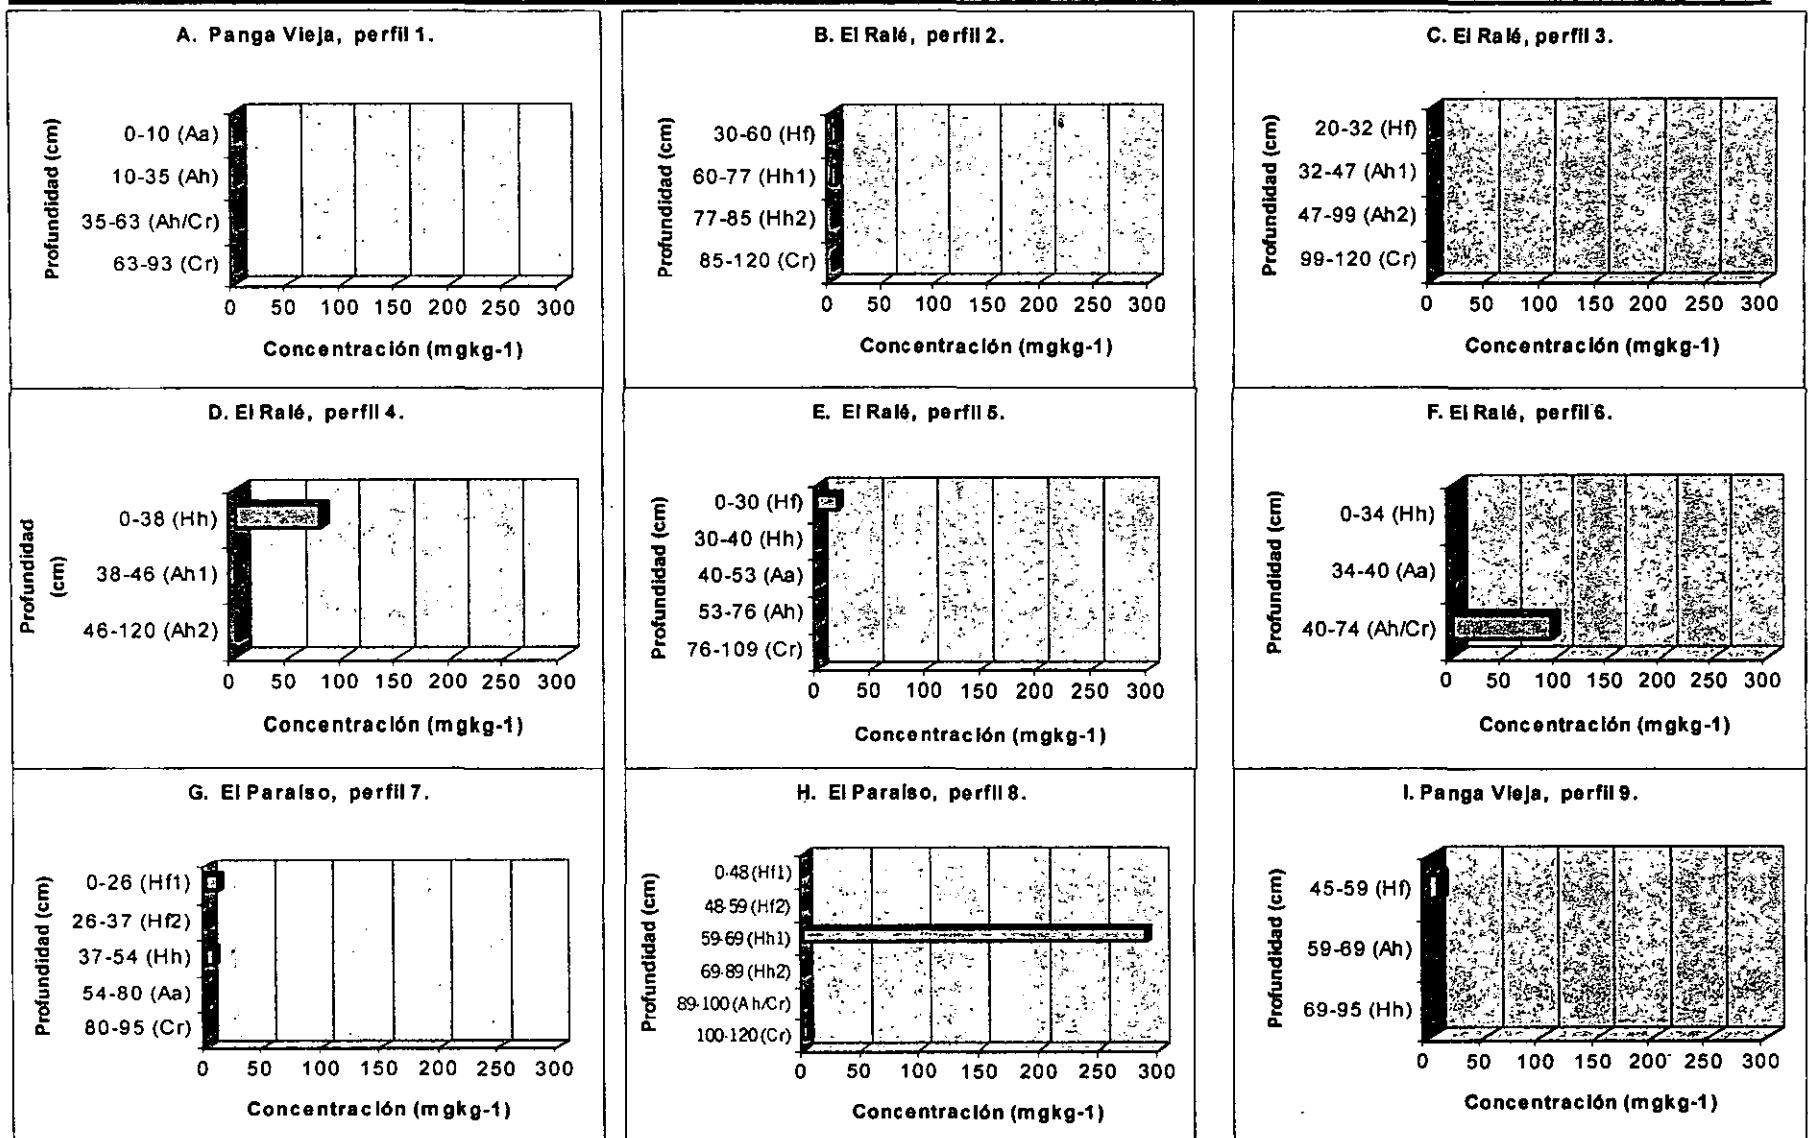 A. Panga Vieja, perfil 1.
Profundidad (cm)
0-10 (Aa)
10-35 (Ah)
35-63 (Ah/Cr)
63-93 (Cr)
0 50 100 150 200 250 300
Concentración (mgkg-1)
B. El Ralé, perfil 2.
Profundidad (cm)
30-60 (Hf)
60-77 (Hh1)
77-85 (Hh2)
85-120 (Cr)
0 50 100 150 200 250 300
Concentración (mgkg-1)
C. El Ralé, perfil 3.
Profundidad (cm)
20-32 (Hf)
32-47 (Ah1)
47-99 (Ah2)
99-120 (Cr)
0 50 100 150 200 250 300
Concentración (mgkg-1)
D. El Ralé, perfil 4.
Profundidad
(cm)
0-38 (Hh)
38-46 (Ah1)
46-120 (Ah2)
0 50 100 150 200 250 300
Concentración (mgkg-1)
E. El Ralé, perfil 5.
Profundidad (cm)
0-30 (Hf)
30-40 (Hh)
40-53 (Aa)
53-76 (Ah)
76-109 (Cr)
0 50 100 150 200 250 300
Concentración (mgkg-1)
F. El Ralé, perfil 6.
Profundidad (cm)
0-34 (Hh)
34-40 (Aa)
40-74 (Ah/Cr)
0 50 100 150 200 250 300
Concentración (mgkg-1)
G. El Paraíso, perfil 7.
Profundidad (cm)
0-26 (Hf1)
26-37 (Hf2)
37-54 (Hh)
54-80 (Aa)
80-95 (Cr)
0 50 100 150 200 250 300
Concentración (mgkg-1)
H. El Paraíso, perfil 8.
Profundidad (cm)
0-48 (Hf1)
48-59 (Hf2)
59-69 (Hh1)
69-89 (Hh2)
89-100 (Ah/Cr)
100-120 (Cr)
0 50 100 150 200 250 300
Concentración (mgkg-1)
I. Panga Vieja, perfil 9.
Profundidad (cm)
45-59 (Hf)
59-69 (Ah)
69-95 (Hh)
0 50 100 150 200 250 300
Concentración (mgkg-1)